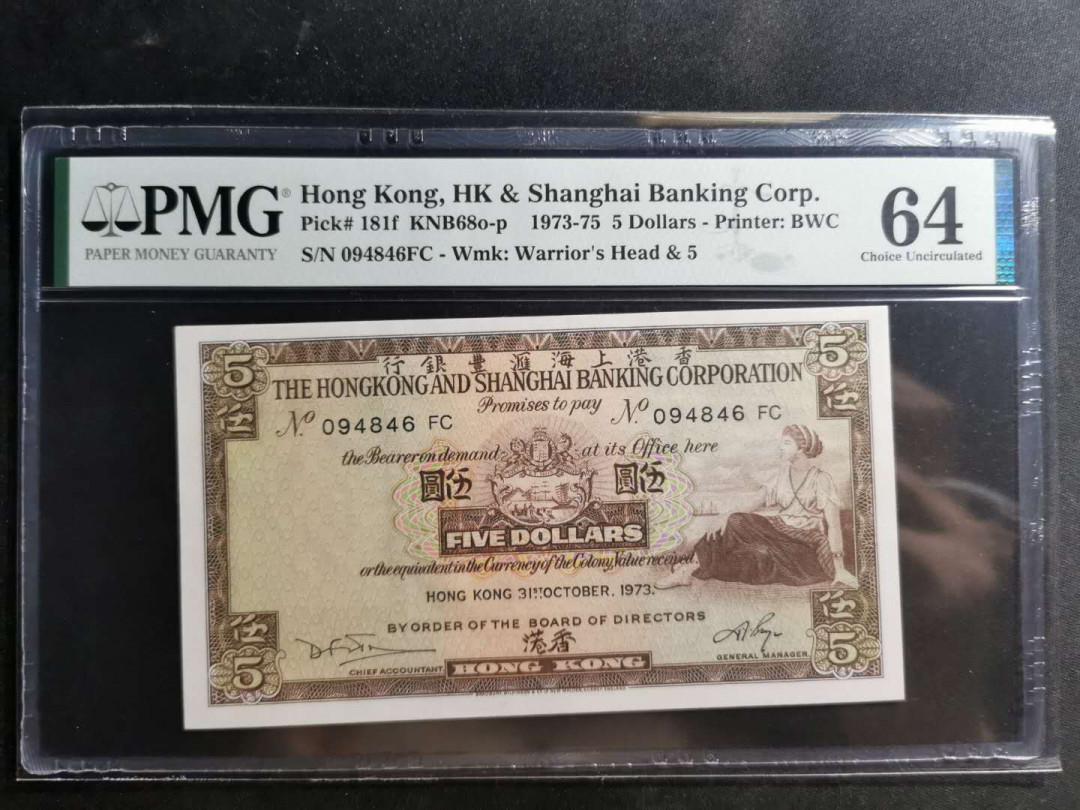 PMG®
PAPER MONEY GUARANTY
Hong Kong, HK & Shanghai Banking Corp.
Pick# 181f KNB68o-p 1973-75 5 Dollars - Printer: BWC
S/N 094846FC - Wmk: Warrior's Head & 5
64
Choice Uncirculated
5 5
行銀豐滙海上港香
THE HONGKONG AND SHANGHAI BANKING CORPORATION
伍 伍
Promises to pay
Nº 094846 FC Nº 094846 FC
the Bearer on demand at its Office here
圓伍 圓伍
FIVE DOLLARS
or the equivalent in the Currency of the Colony, Value received.
HONG KONG 31ST OCTOBER, 1973.
BY ORDER OF THE BOARD OF DIRECTORS
伍 伍
港香
CHIEF ACCOUNTANT. GENERAL MANAGER.
5 HONG KONG 5